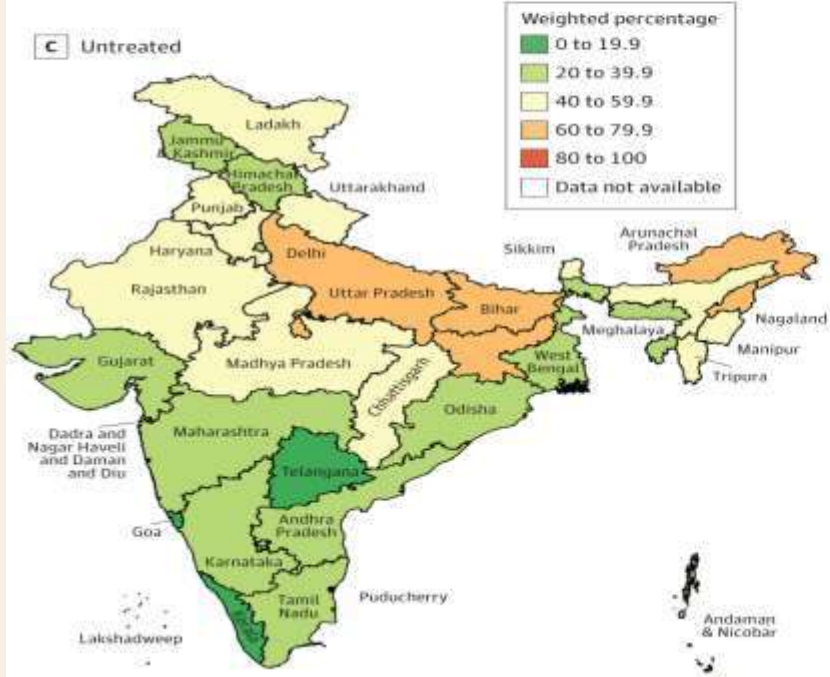 C Untreated
Weighted percentage
0 to 19.9
20 to 39.9
40 to 59.9
60 to 79.9
80 to 100
Data not available
Ladakh
Jammu
& Kashmir
Himachal
Pradesh
Uttarakhand
Punjab
Haryana
Delhi
Rajasthan
Uttar Pradesh
Bihar
Sikkim
Arunachal
Pradesh
Nagaland
Meghalaya
Manipur
Tripura
Gujarat
Madhya Pradesh
Chhattisgarh
West
Bengal
Odisha
Dadra and
Nagar Haveli
and Daman
and Diu
Maharashtra
Telangana
Goa
Andhra
Pradesh
Karnataka
Tamil
Nadu
Puducherry
Lakshadweep
Andaman
& Nicobar